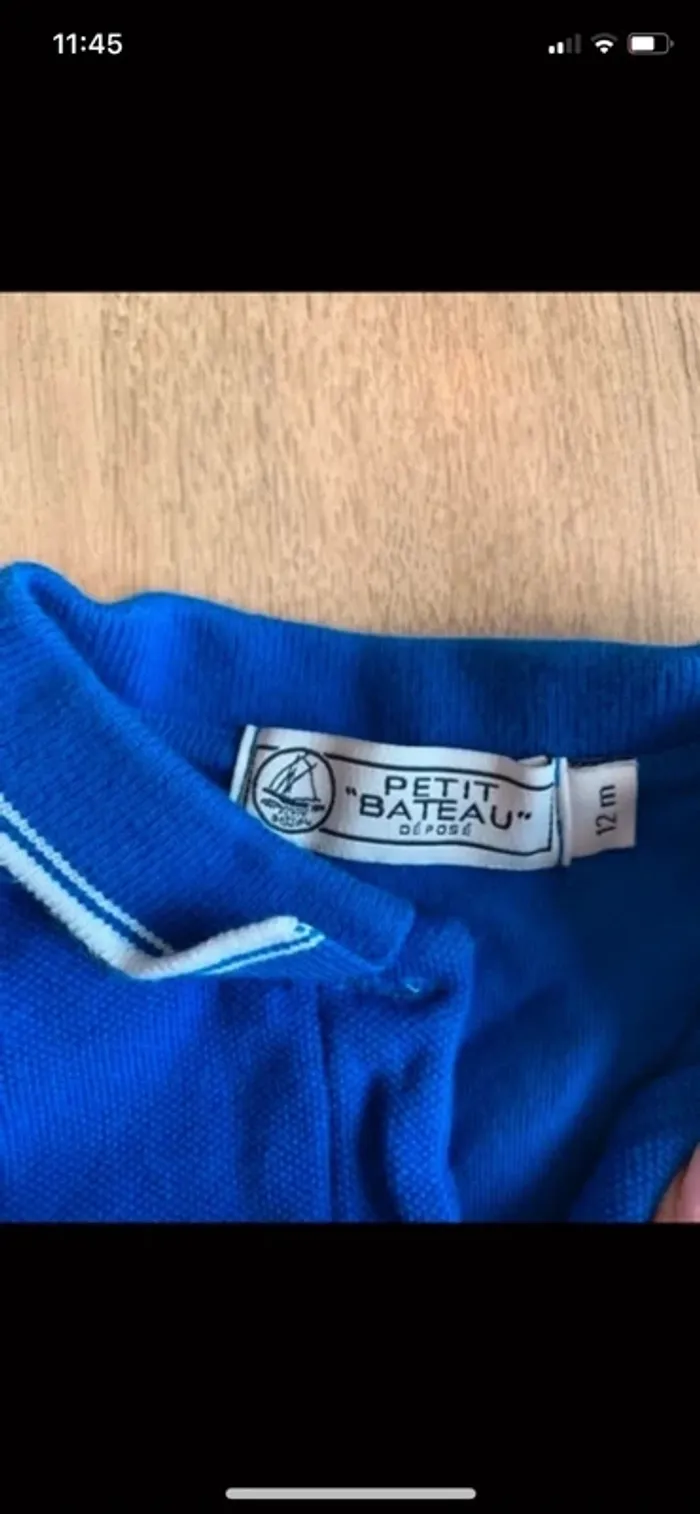 11:45
PETIT
"BATEAU"
DÉPOSÉ
12 m